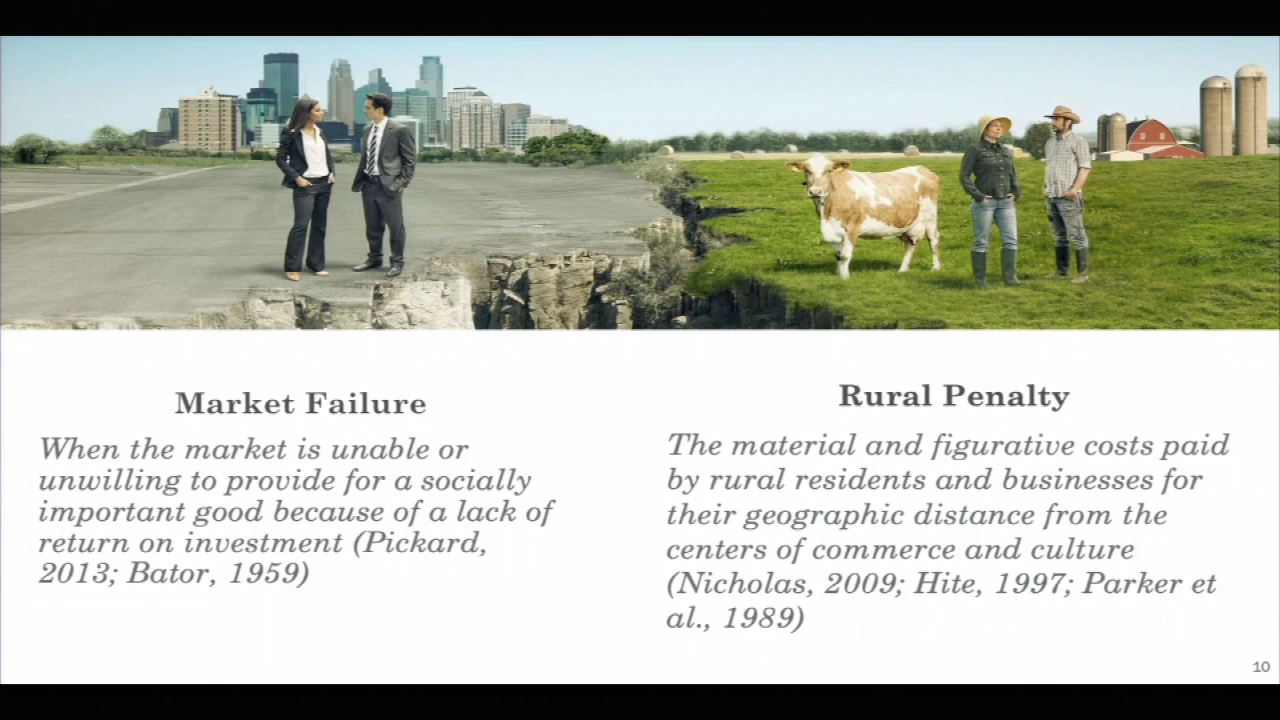 Market Failure
When the market is unable or
unwilling to provide for a socially
important good because of a lack of
return on investment (Pickard,
2013; Bator, 1959)
Rural Penalty
The material and figurative costs paid
by rural residents and businesses for
their geographic distance from the
centers of commerce and culture
(Nicholas, 2009; Hite, 1997; Parker et
al., 1989)
10